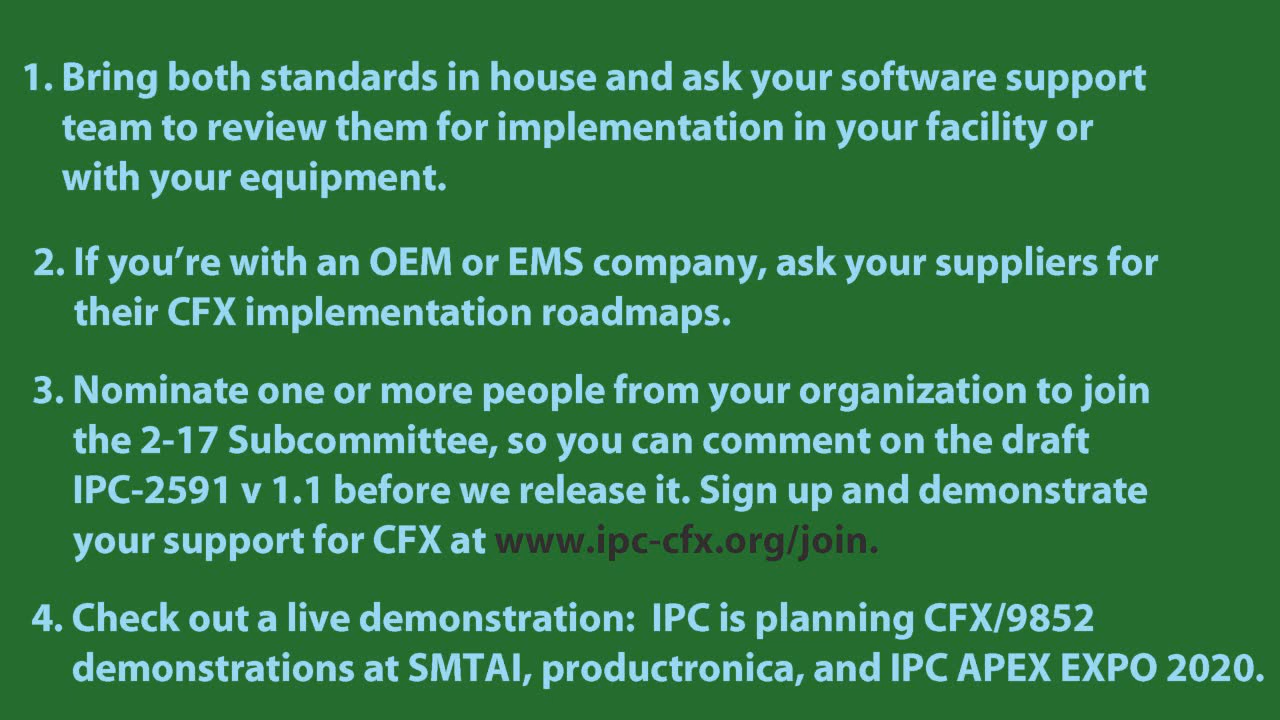 1. Bring both standards in house and ask your software support
team to review them for implementation in your facility or
with your equipment.
2. If you’re with an OEM or EMS company, ask your suppliers for
their CFX implementation roadmaps.
3. Nominate one or more people from your organization to join
the 2-17 Subcommittee, so you can comment on the draft
IPC-2591 v 1.1 before we release it. Sign up and demonstrate
your support for CFX at www.ipc-cfx.org/join.
4. Check out a live demonstration:  IPC is planning CFX/9852
demonstrations at SMTAI, productronica, and IPC APEX EXPO 2020.